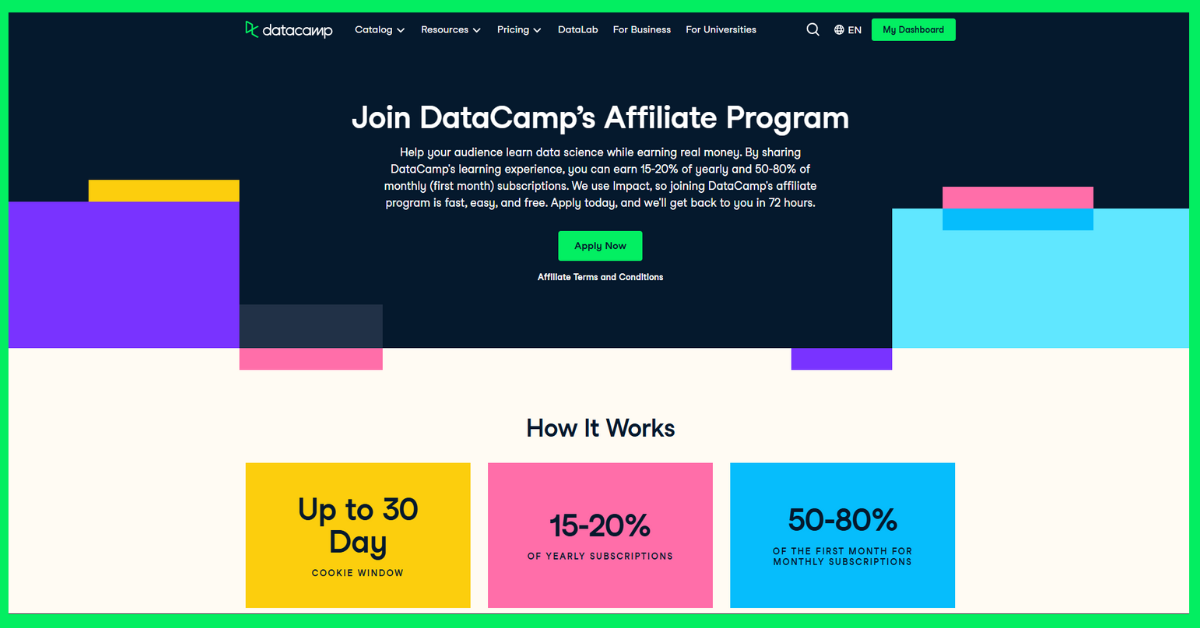 datacamp
Catalog
Resources
Pricing
DataLab
For Business
For Universities
EN
My Dashboard
Join DataCamp’s Affiliate Program
Help your audience learn data science while earning real money. By sharing
DataCamp's learning experience, you can earn 15-20% of yearly and 50-80% of
monthly (first month) subscriptions. We use Impact, so joining DataCamp's affiliate
program is fast, easy, and free. Apply today, and we'll get back to you in 72 hours.
Apply Now
Affiliate Terms and Conditions
How It Works
Up to 30
Day
COOKIE WINDOW
15-20%
OF YEARLY SUBSCRIPTIONS
50-80%
OF THE FIRST MONTH FOR
MONTHLY SUBSCRIPTIONS